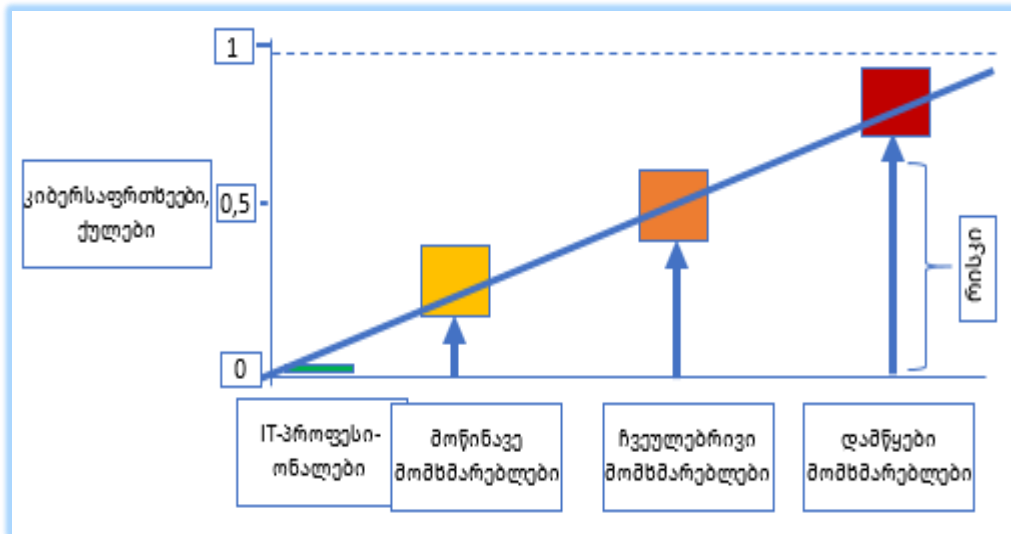 1
კიბერსაფრთხეები,
ქულები
0,5
რისკი
0
IT-პროფესი-
ონალები
მოწინავე
მომხმარებლები
ჩვეულებრივი
მომხმარებლები
დამწყები
მომხმარებლები